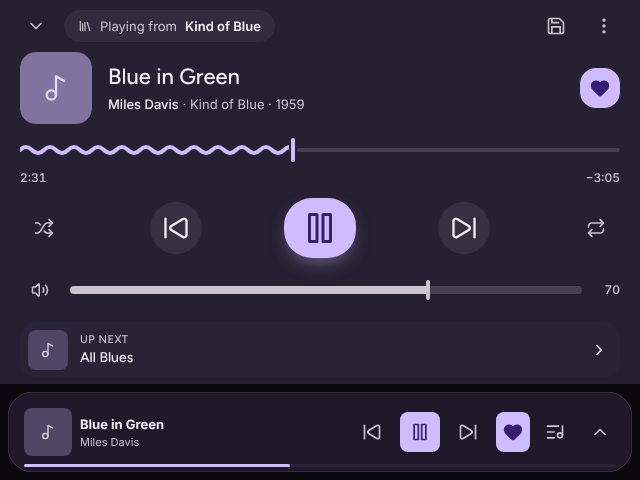 Playing from Kind of Blue
Blue in Green
Miles Davis · Kind of Blue · 1959
2:31
−3:05
70
UP NEXT
All Blues
Blue in Green
Miles Davis